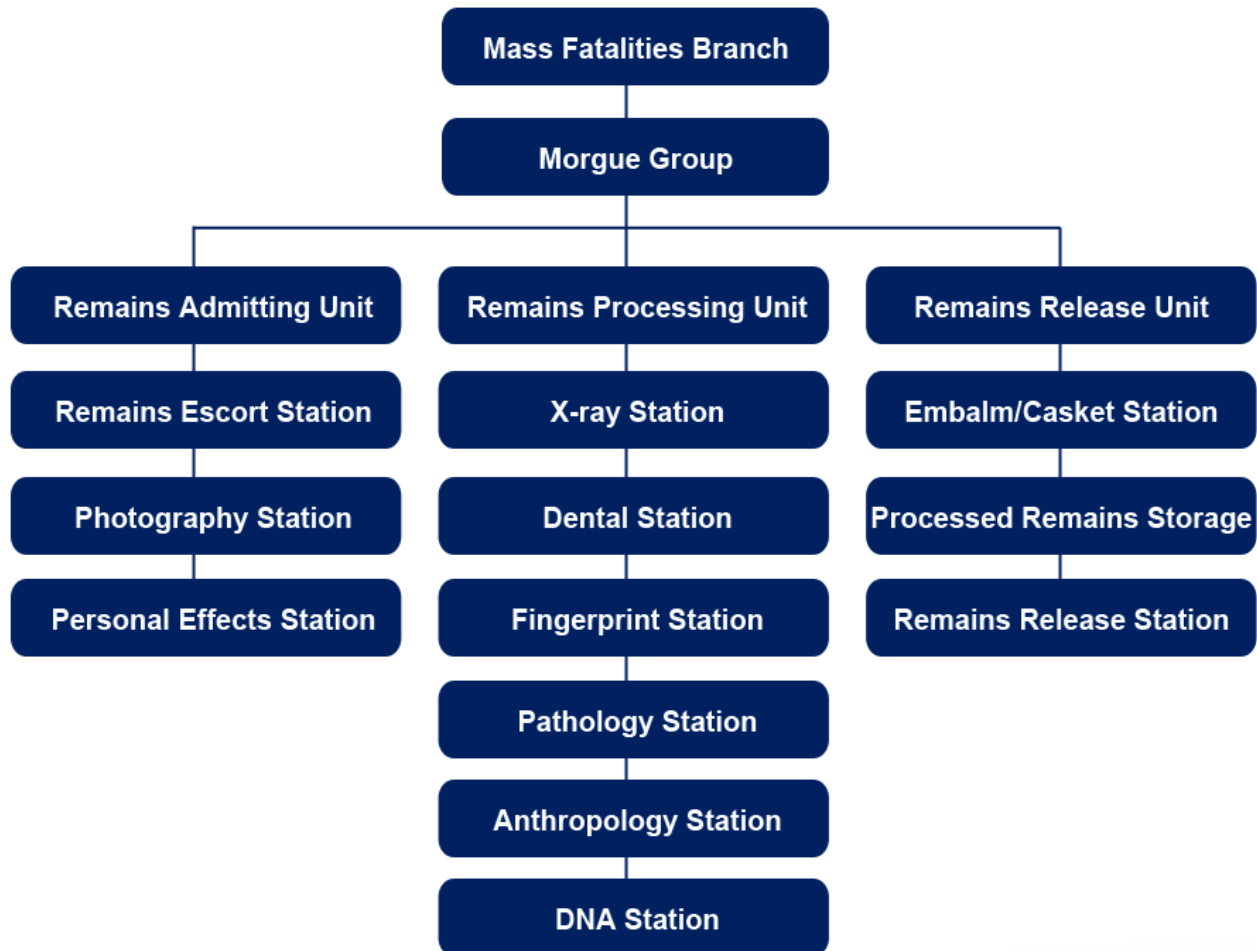 Mass Fatalities Branch
Morgue Group
Remains Admitting Unit
Remains Escort Station
Photography Station
Personal Effects Station
Remains Processing Unit
X-ray Station
Dental Station
Fingerprint Station
Pathology Station
Anthropology Station
DNA Station
Remains Release Unit
Embalm/Casket Station
Processed Remains Storage
Remains Release Station